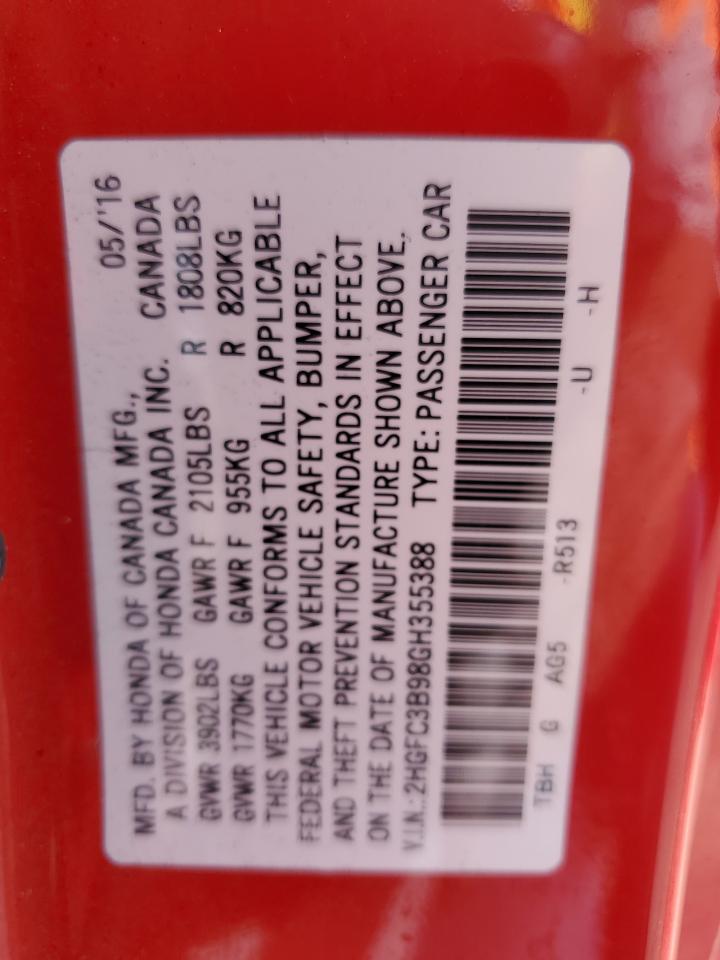 MFD. BY HONDA OF CANADA MFG., 05/'16
A DIVISION OF HONDA CANADA INC. CANADA
GVWR 3902LBS GAWR F 2105LBS R 1808LBS
GVWR 1770KG GAWR F 955KG R 820KG
THIS VEHICLE CONFORMS TO ALL APPLICABLE
FEDERAL MOTOR VEHICLE SAFETY, BUMPER,
AND THEFT PREVENTION STANDARDS IN EFFECT
ON THE DATE OF MANUFACTURE SHOWN ABOVE.
V.I.N.:2HGFC3B98GH355388 TYPE: PASSENGER CAR
TBH G AG5 -R513 -U -H